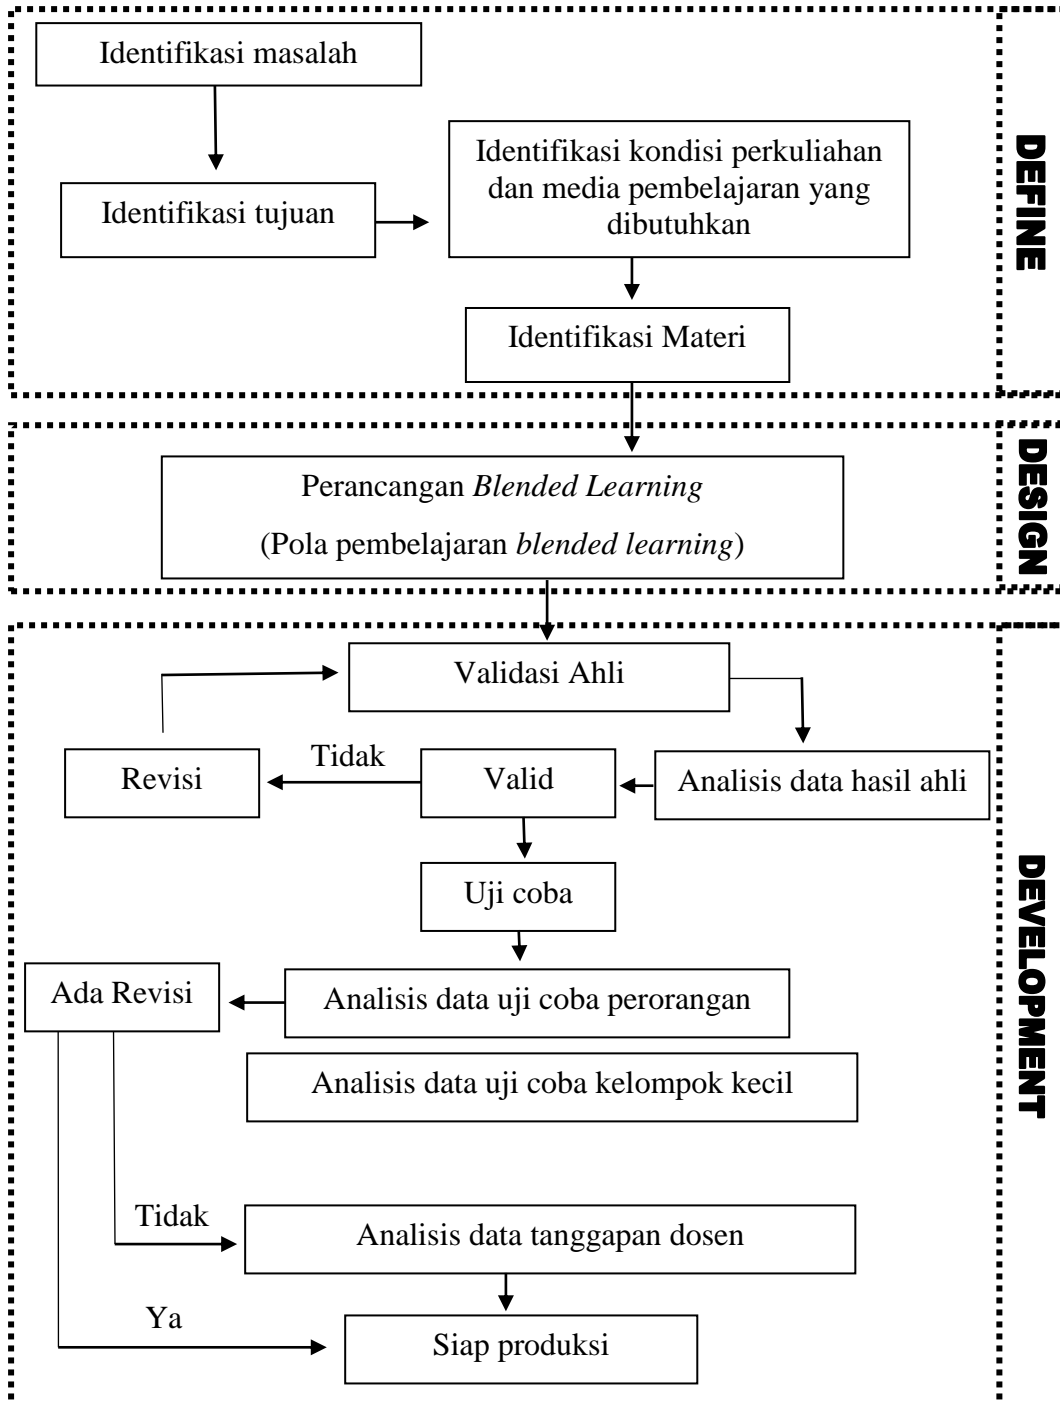 Identifikasi masalah
Identifikasi kondisi perkuliahan
dan media pembelajaran yang
dibutuhkan
Identifikasi tujuan
Identifikasi Materi
DEFINE
Perancangan Blended Learning
(Pola pembelajaran blended learning)
DESIGN
Validasi Ahli
Revisi
Tidak
Valid
Analisis data hasil ahli
Uji coba
Ada Revisi
Analisis data uji coba perorangan
Analisis data uji coba kelompok kecil
Tidak
Analisis data tanggapan dosen
Ya
Siap produksi
DEVELOPMENT